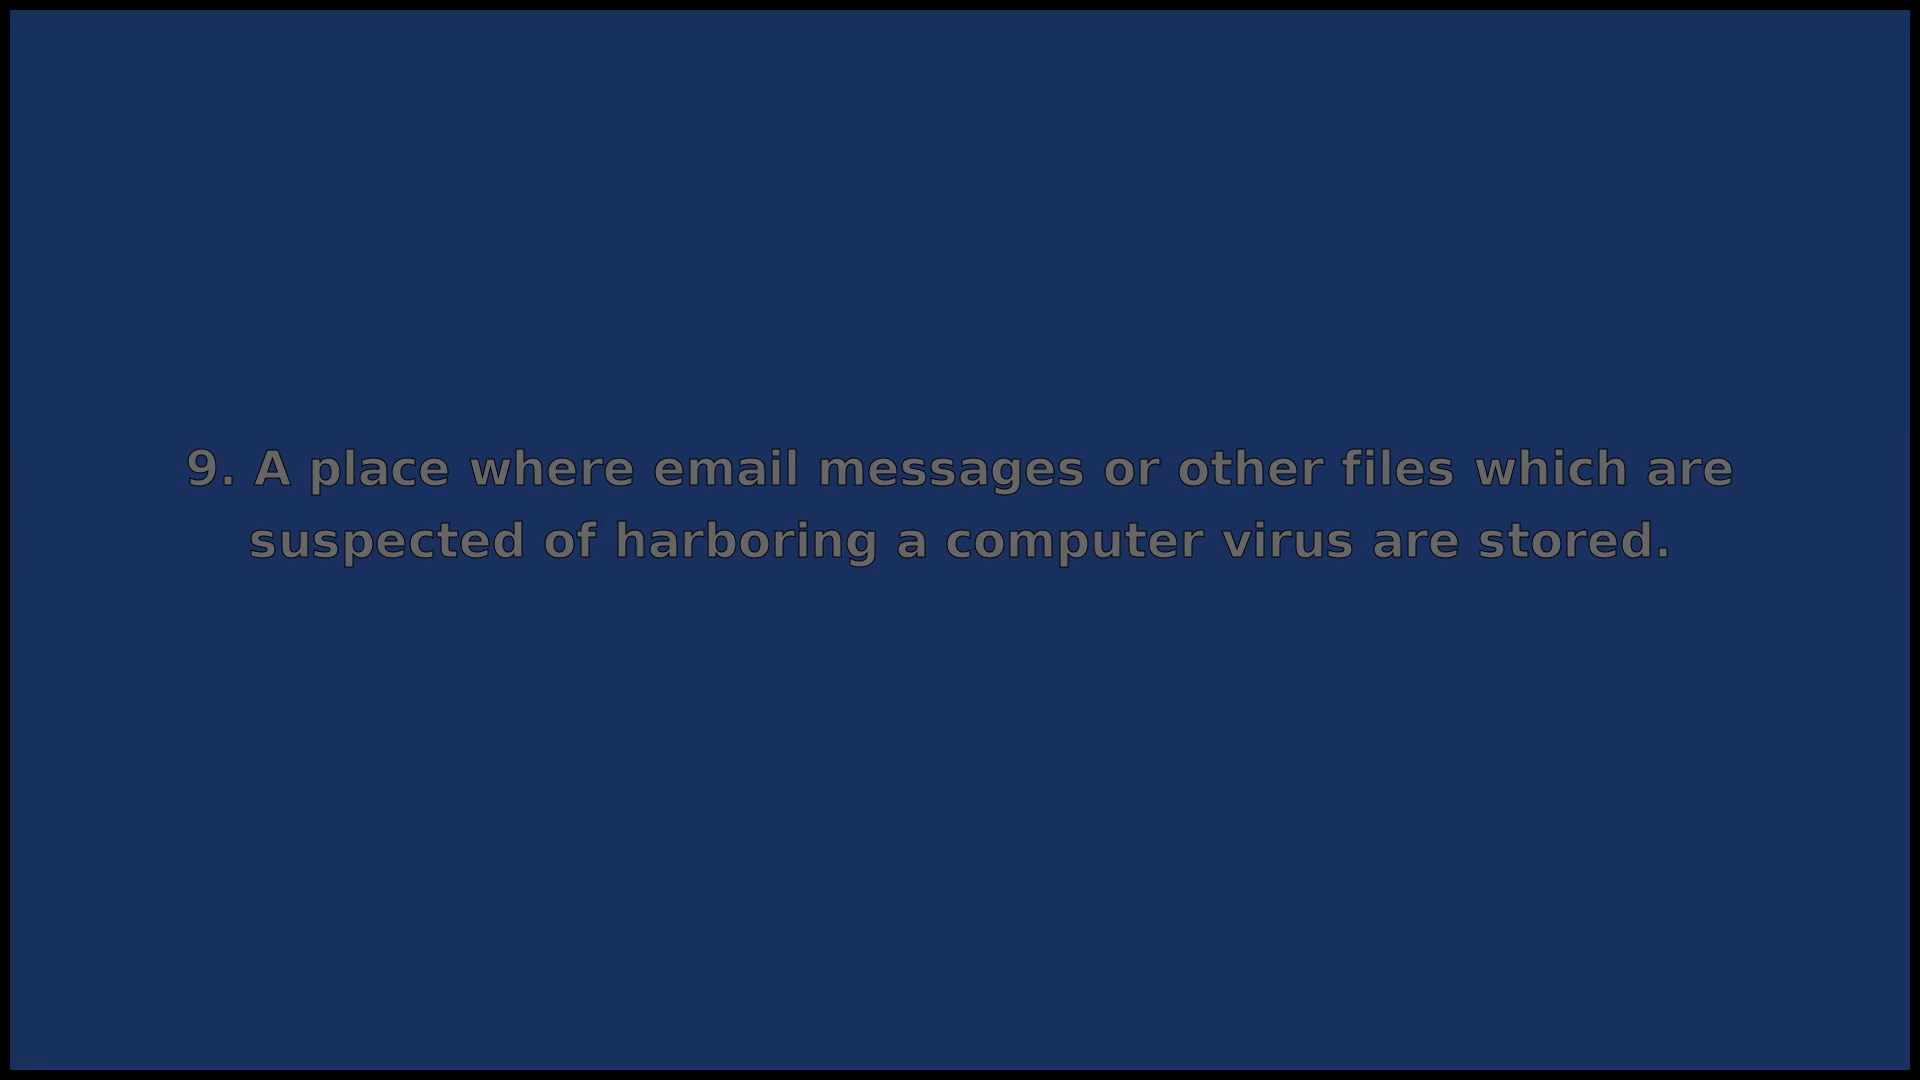 9. A place where email messages or other files which are
suspected of harboring a computer virus are stored.